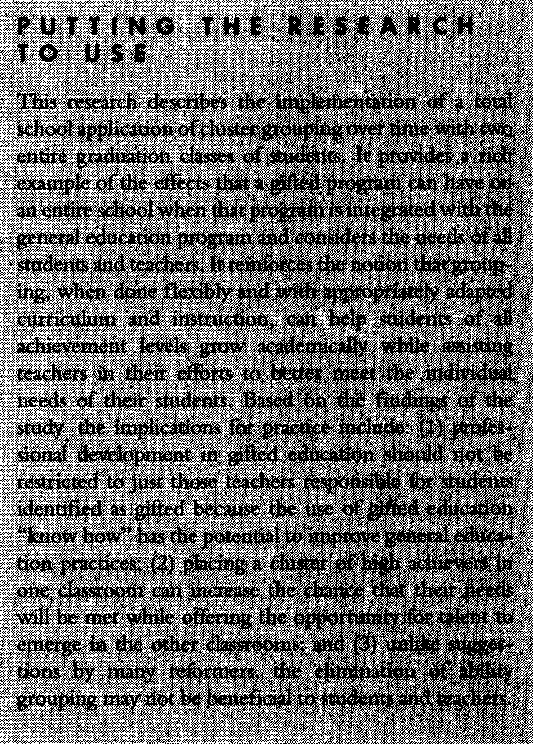 PUTTING THE RESEARCH
TO USE
This research describes the implementation of a total
school application of cluster grouping over time with two
entire graduation classes of students. It provides a rich
example of the effects that a gifted program can have on
an entire school when that program is integrated with the
general education program and considers the needs of all
students and teachers. It reinforces the notion that group-
ing, when done flexibly and with appropriately adapted
curriculum and instruction, can help students of all
achievement levels grow academically while assisting
teachers in their efforts to better meet the individual
needs of their students. Based on the findings of the
study, the implications for practice include: (1) profes-
sional development in gifted education should not be
restricted to just those teachers responsible for students
identified as gifted because the use of gifted education
"know how" has the potential to improve general educa-
tion practices; (2) placing a cluster of high achievers in
one classroom can increase the chance that their needs
will be met while offering the opportunity for talent to
emerge in the other classrooms; and (3) unlike sugges-
tions by many reformers, the elimination of ability
grouping may not be beneficial to students and teachers.